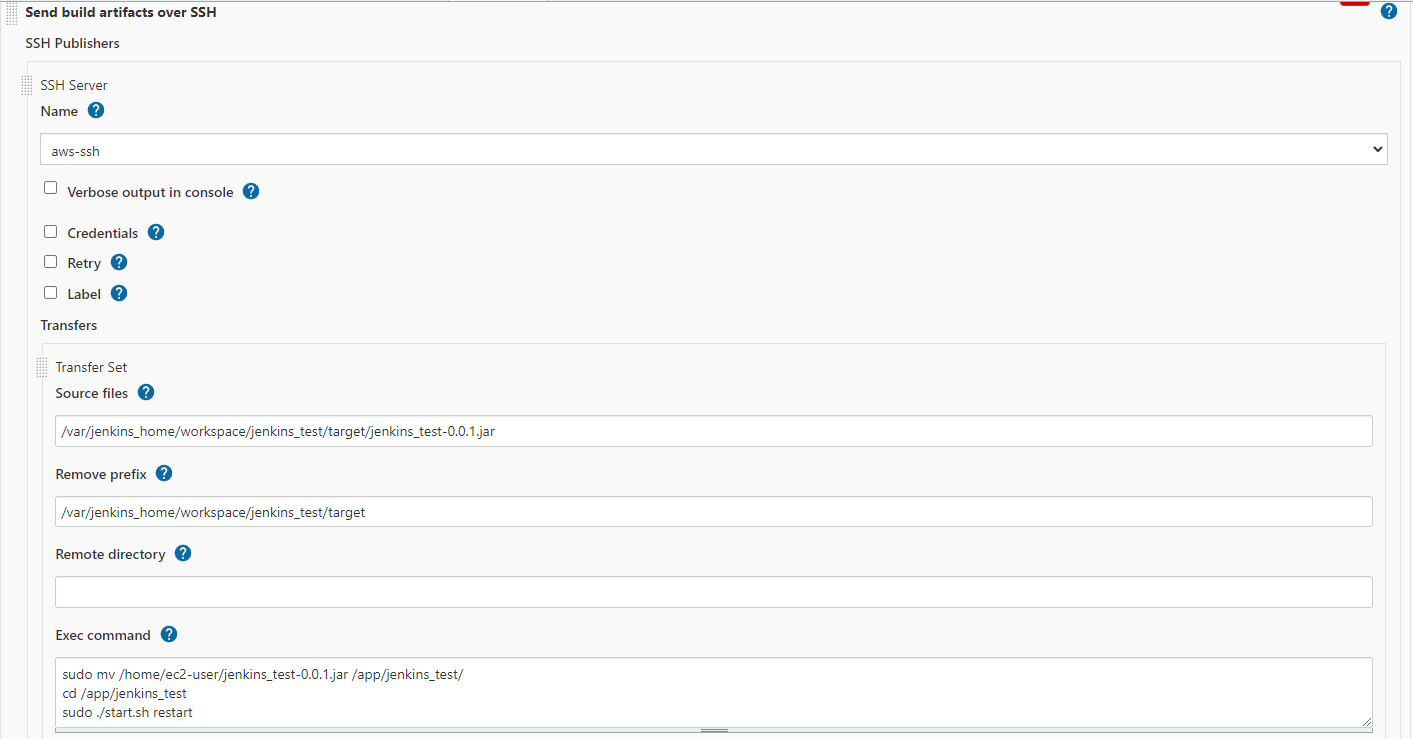 Send build artifacts over SSH
?
SSH Publishers
SSH Server
Name ?
aws-ssh
Verbose output in console ?
Credentials ?
Retry ?
Label ?
Transfers
Transfer Set
Source files ?
/var/jenkins_home/workspace/jenkins_test/target/jenkins_test-0.0.1.jar
Remove prefix ?
/var/jenkins_home/workspace/jenkins_test/target
Remote directory ?
Exec command ?
sudo mv /home/ec2-user/jenkins_test-0.0.1.jar /app/jenkins_test/
cd /app/jenkins_test
sudo ./start.sh restart